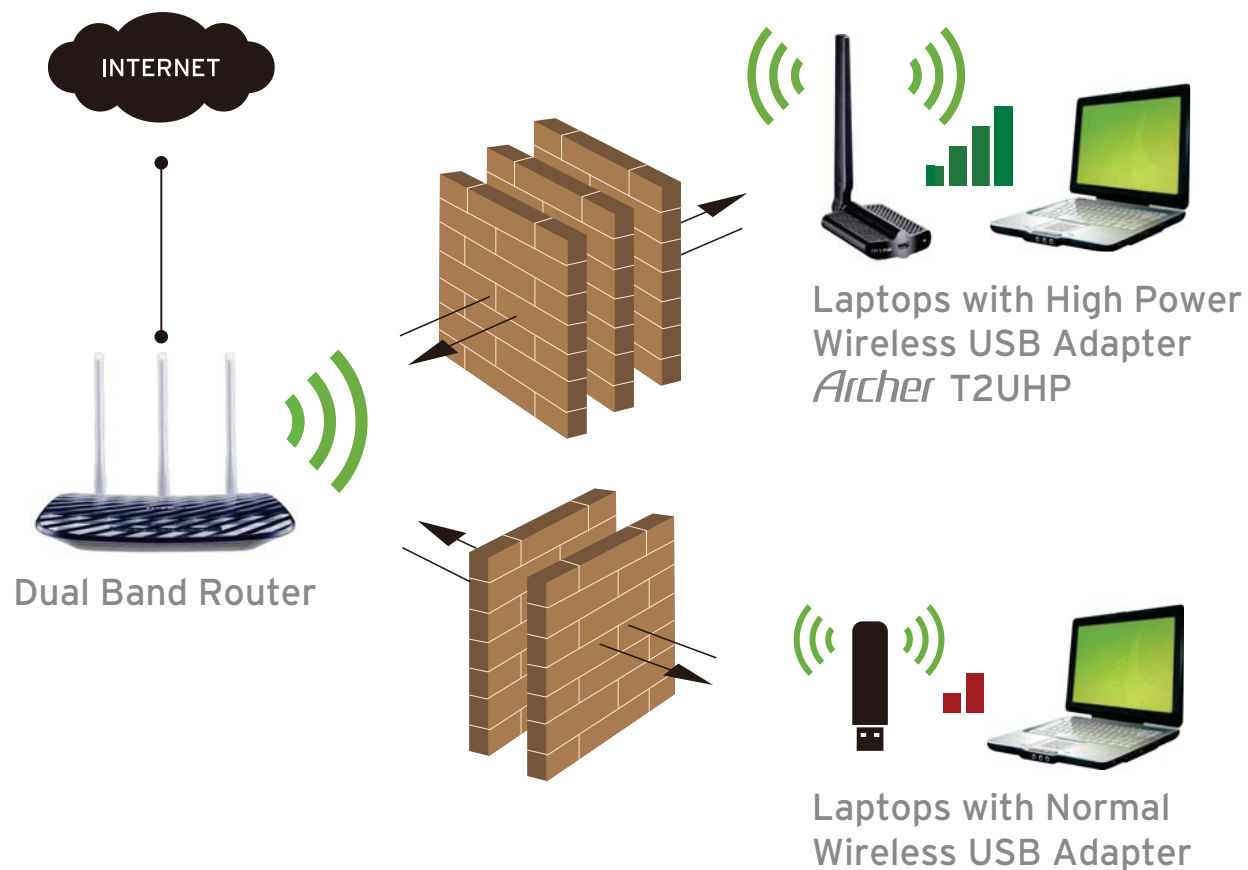 INTERNET
Dual Band Router
Laptops with High Power
Wireless USB Adapter
Archer T2UHP
Laptops with Normal
Wireless USB Adapter